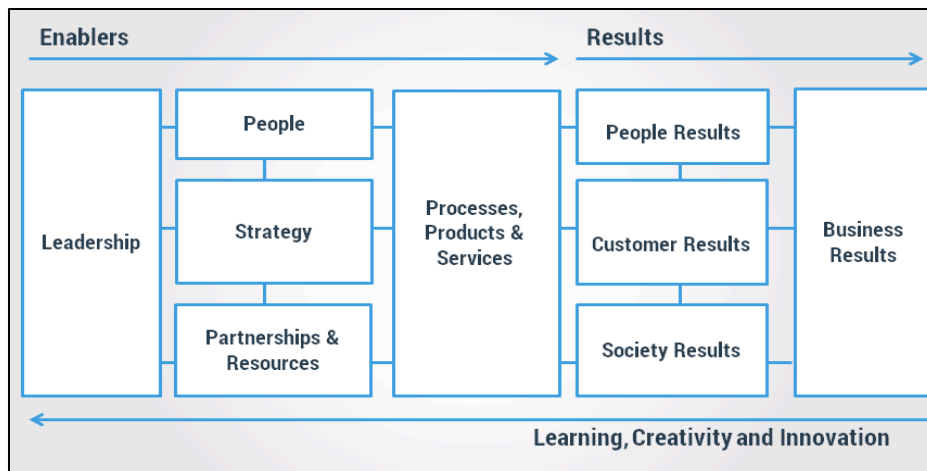 Enablers
Results
Leadership
People
Strategy
Partnerships &
Resources
Processes,
Products &
Services
People Results
Customer Results
Society Results
Business
Results
Learning, Creativity and Innovation